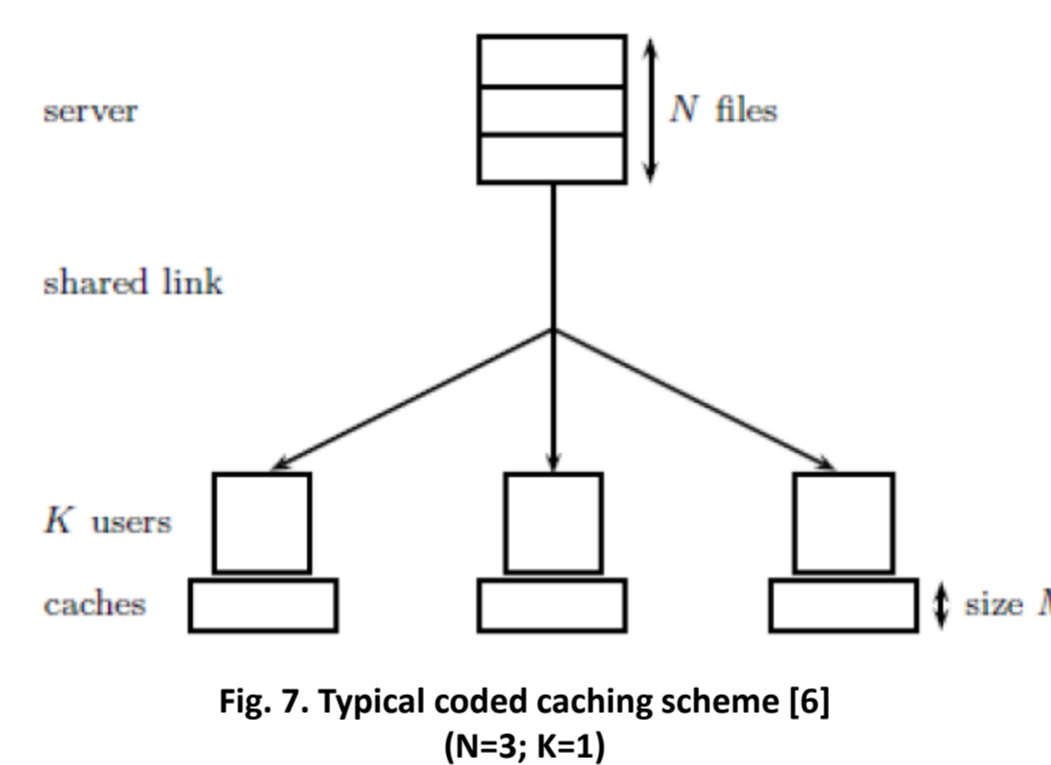 server
N files
shared link
K users
caches
size
Fig. 7. Typical coded caching scheme [6]
(N=3; K=1)